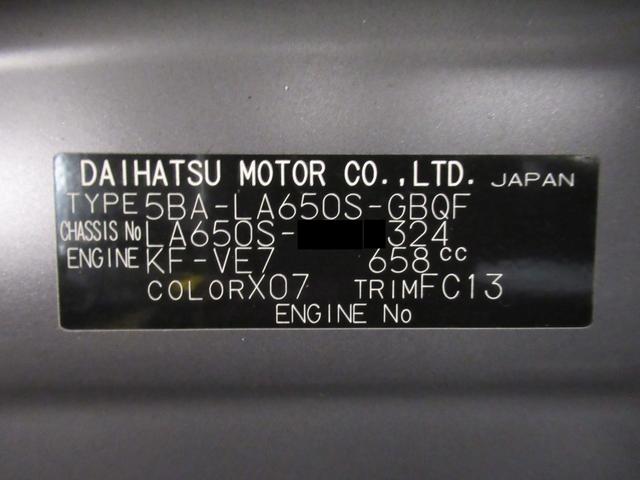 DAIHATSU MOTOR CO.,LTD. JAPAN
TYPE 5BA-LA650S-GBQF
CHASSIS No LA650S- 324
ENGINE KF-VE7 658cc
COLOR X07 TRIM FC13
ENGINE No